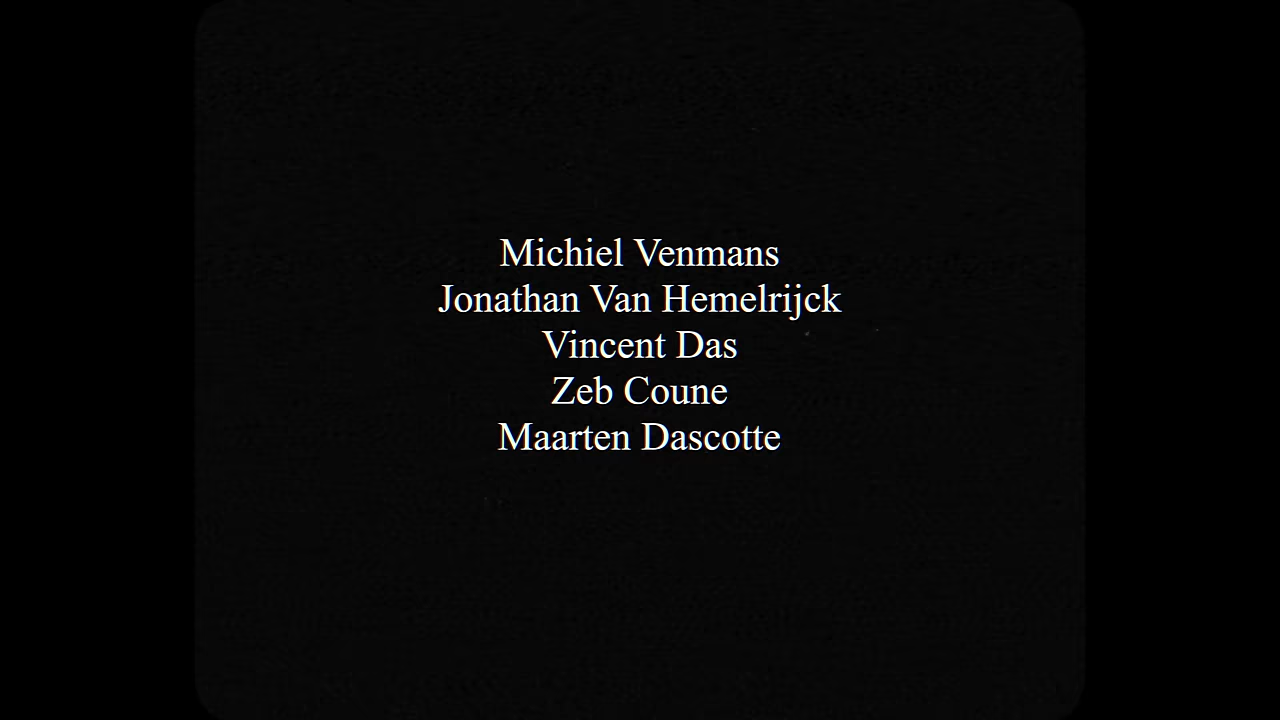 Michiel Venmans
Jonathan Van Hemelrijck
Vincent Das
Zeb Coune
Maarten Dascotte